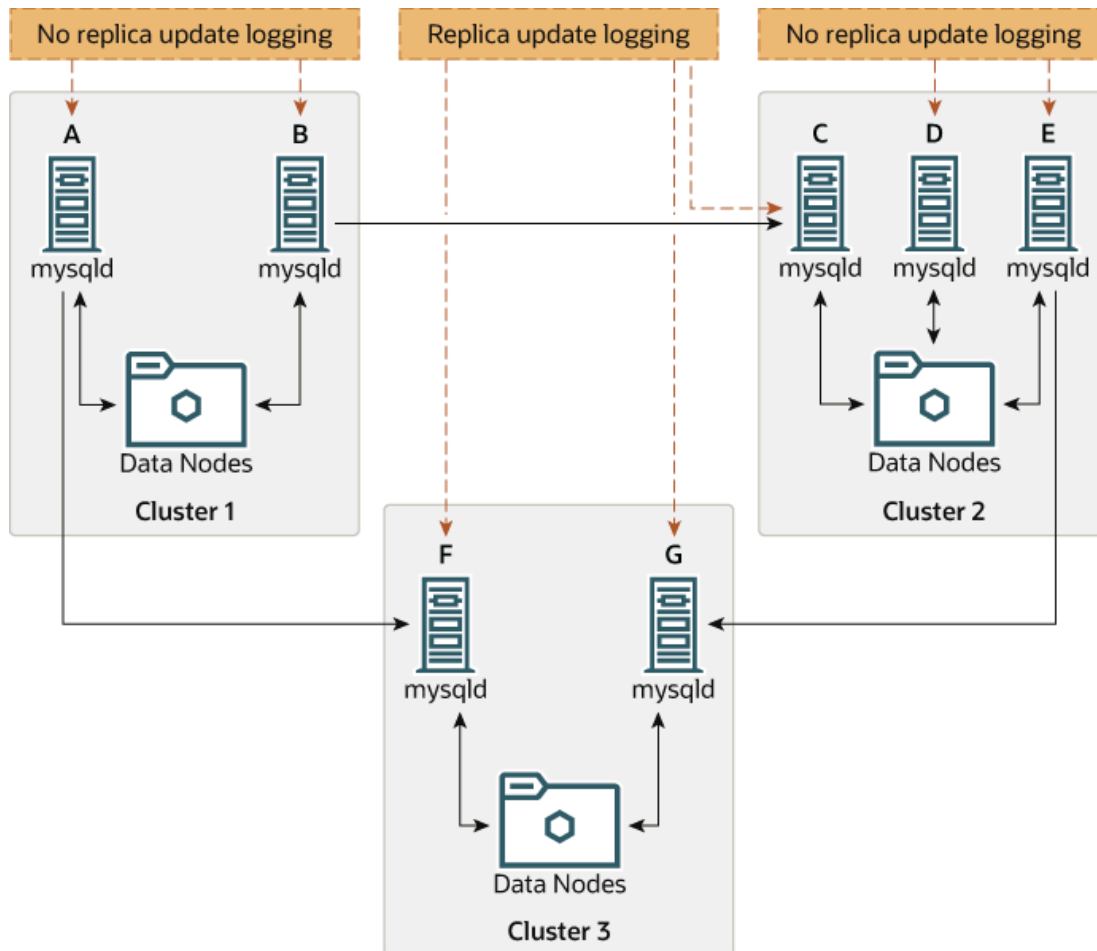 No replica update logging
Replica update logging
No replica update logging
A
B
C
D
E
mysqld
mysqld
mysqld
mysqld
mysqld
Data Nodes
Data Nodes
Cluster 1
Cluster 2
F
G
mysqld
mysqld
Data Nodes
Cluster 3